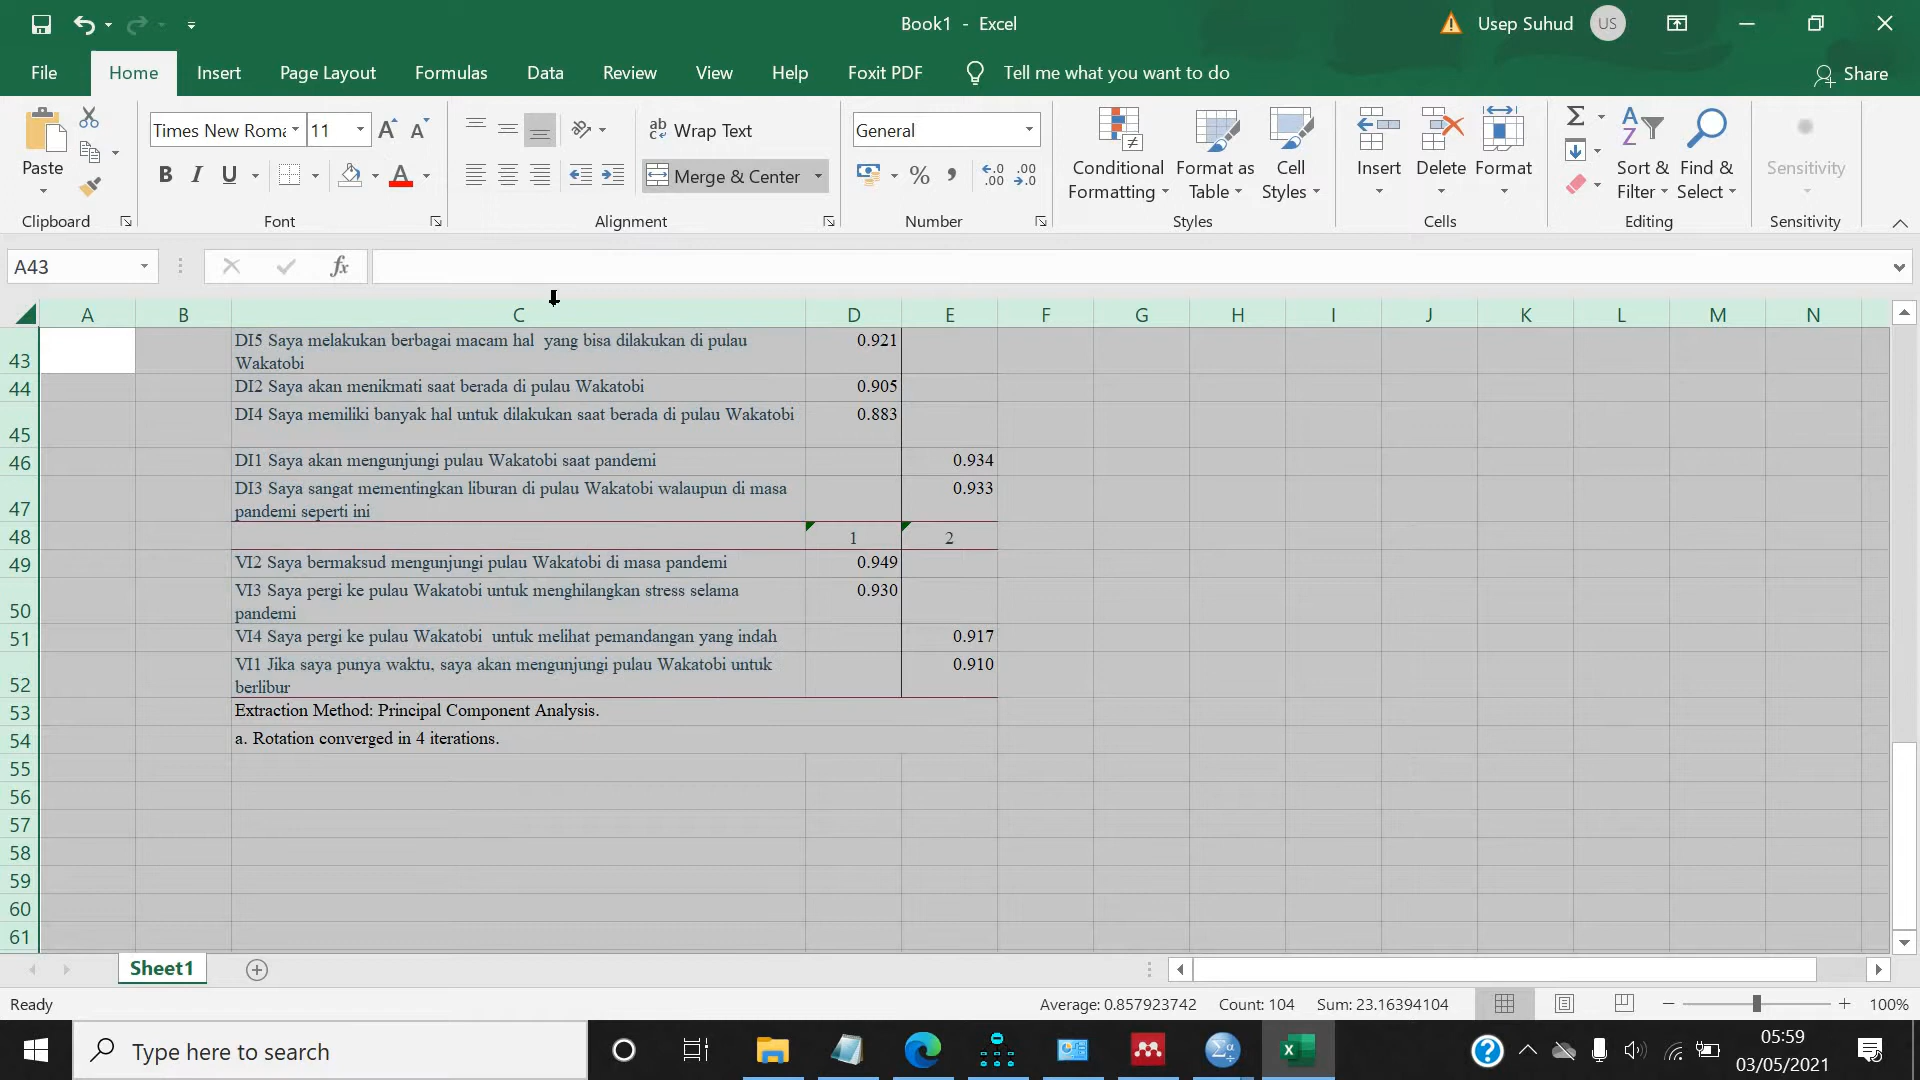 Book1 - Excel
Usep Suhud
US
File
Home
Insert
Page Layout
Formulas
Data
Review
View
Help
Foxit PDF
Tell me what you want to do
Share
Paste
Clipboard
Times New Roma
11
B
I
U
A
Font
Wrap Text
Merge & Center
Alignment
General
%
Number
Conditional Formatting
Format as Table
Cell Styles
Styles
Insert
Delete
Format
Cells
Sort & Filter
Find & Select
Editing
Sensitivity
Sensitivity
A43
fx
A B C D E F G H I J K L M N
43 DI5 Saya melakukan berbagai macam hal yang bisa dilakukan di pulau 0.921
Wakatobi
44 DI2 Saya akan menikmati saat berada di pulau Wakatobi 0.905
45 DI4 Saya memiliki banyak hal untuk dilakukan saat berada di pulau Wakatobi 0.883
46 DI1 Saya akan mengunjungi pulau Wakatobi saat pandemi 0.934
47 DI3 Saya sangat mementingkan liburan di pulau Wakatobi walaupun di masa 0.933
pandemi seperti ini
48 1 2
49 VI2 Saya bermaksud mengunjungi pulau Wakatobi di masa pandemi 0.949
50 VI3 Saya pergi ke pulau Wakatobi untuk menghilangkan stress selama 0.930
pandemi
51 VI4 Saya pergi ke pulau Wakatobi untuk melihat pemandangan yang indah 0.917
52 VI1 Jika saya punya waktu, saya akan mengunjungi pulau Wakatobi untuk 0.910
berlibur
53 Extraction Method: Principal Component Analysis.
54 a. Rotation converged in 4 iterations.
55
56
57
58
59
60
61
Sheet1
Ready
Average: 0.857923742 Count: 104 Sum: 23.16394104
100%
Type here to search
05:59
03/05/2021